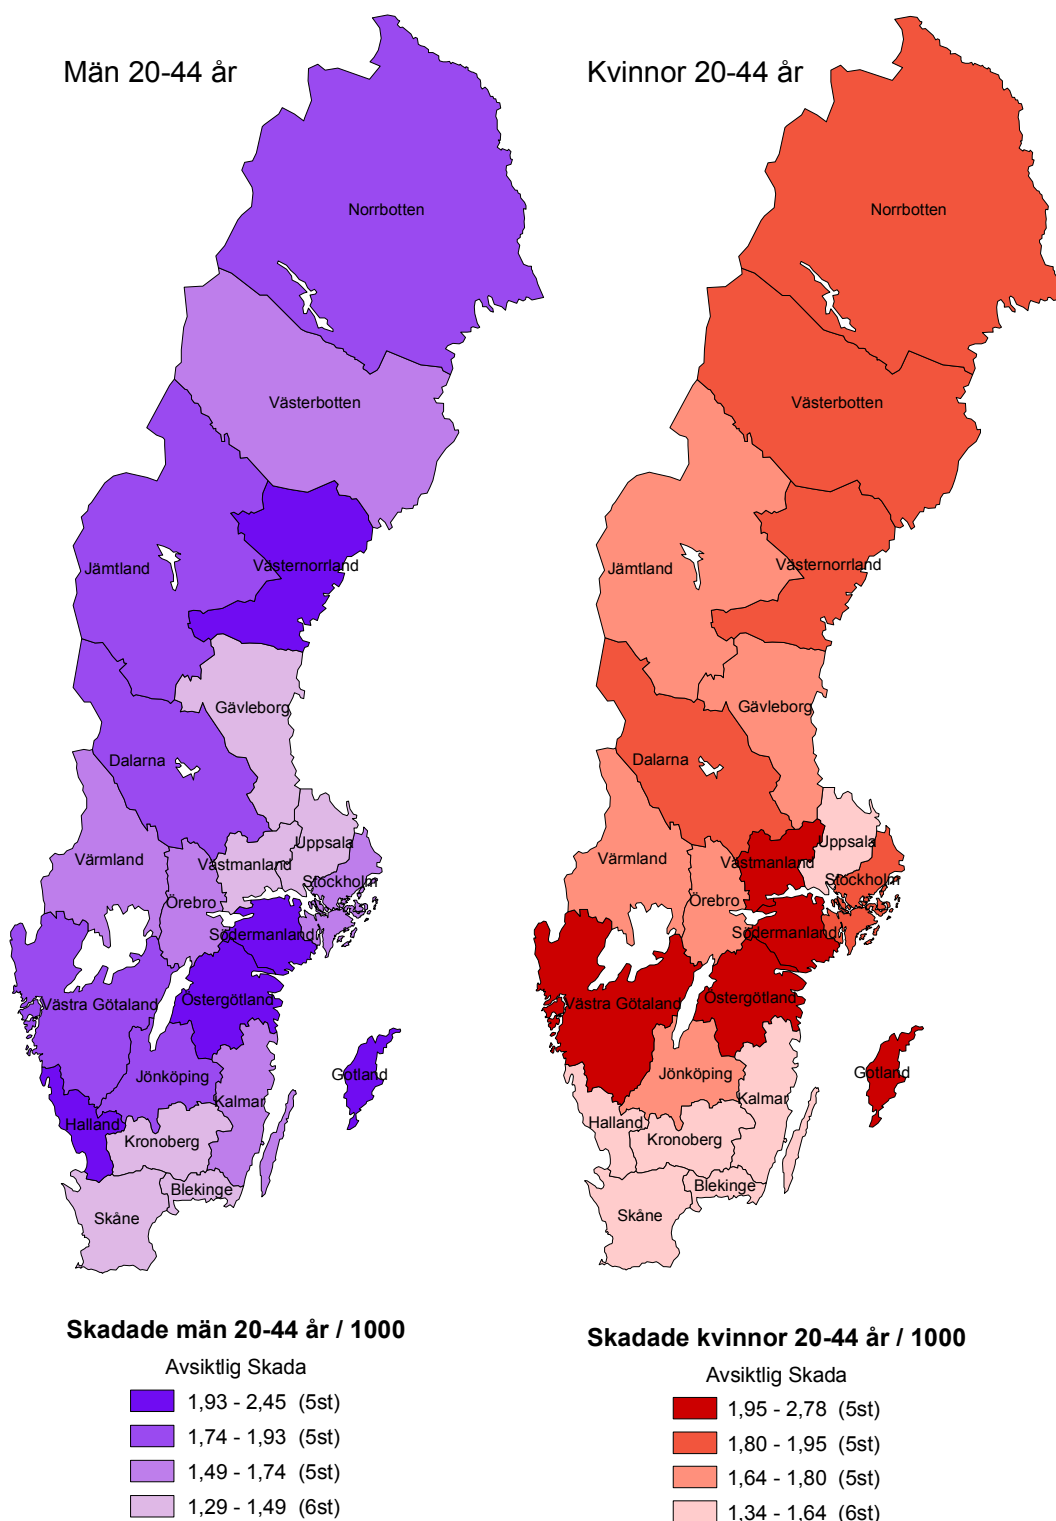 Män 20-44 år
Norrbotten
Västerbotten
Jämtland
Västernorrland
Gävleborg
Dalarna
Uppsala
Värmland
Västmanland
Stockholm
Örebro
Södermanland
Västra Götaland
Östergötland
Jönköping
Gotland
Kalmar
Halland
Kronoberg
Blekinge
Skåne
Skadade män 20-44 år / 1000
Avsiktlig Skada
1,93 - 2,45 (5st)
1,74 - 1,93 (5st)
1,49 - 1,74 (5st)
1,29 - 1,49 (6st)
Kvinnor 20-44 år
Norrbotten
Västerbotten
Jämtland
Västernorrland
Gävleborg
Dalarna
Uppsala
Värmland
Västmanland
Stockholm
Örebro
Södermanland
Västra Götaland
Östergötland
Jönköping
Gotland
Kalmar
Halland
Kronoberg
Blekinge
Skåne
Skadade kvinnor 20-44 år / 1000
Avsiktlig Skada
1,95 - 2,78 (5st)
1,80 - 1,95 (5st)
1,64 - 1,80 (5st)
1,34 - 1,64 (6st)